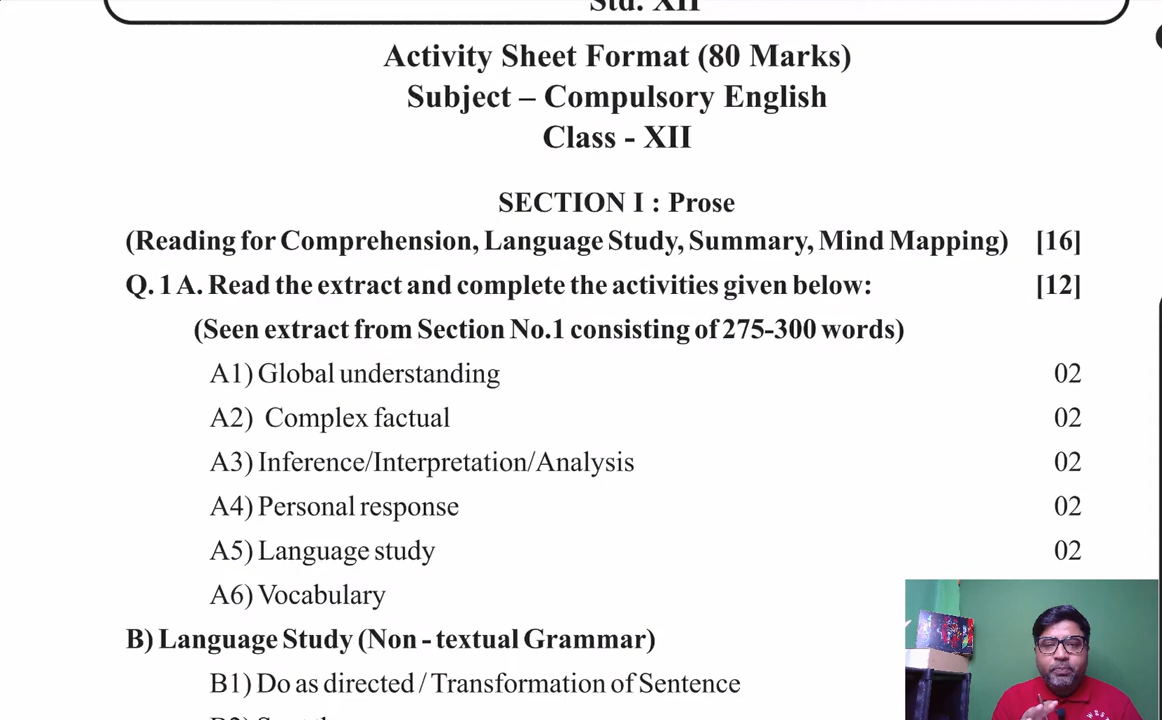 Std. XII
Activity Sheet Format (80 Marks)
Subject – Compulsory English
Class - XII
SECTION I : Prose
(Reading for Comprehension, Language Study, Summary, Mind Mapping) [16]
Q. 1 A. Read the extract and complete the activities given below: [12]
(Seen extract from Section No.1 consisting of 275-300 words)
A1) Global understanding 02
A2) Complex factual 02
A3) Inference/Interpretation/Analysis 02
A4) Personal response 02
A5) Language study 02
A6) Vocabulary
B) Language Study (Non - textual Grammar)
B1) Do as directed / Transformation of Sentence